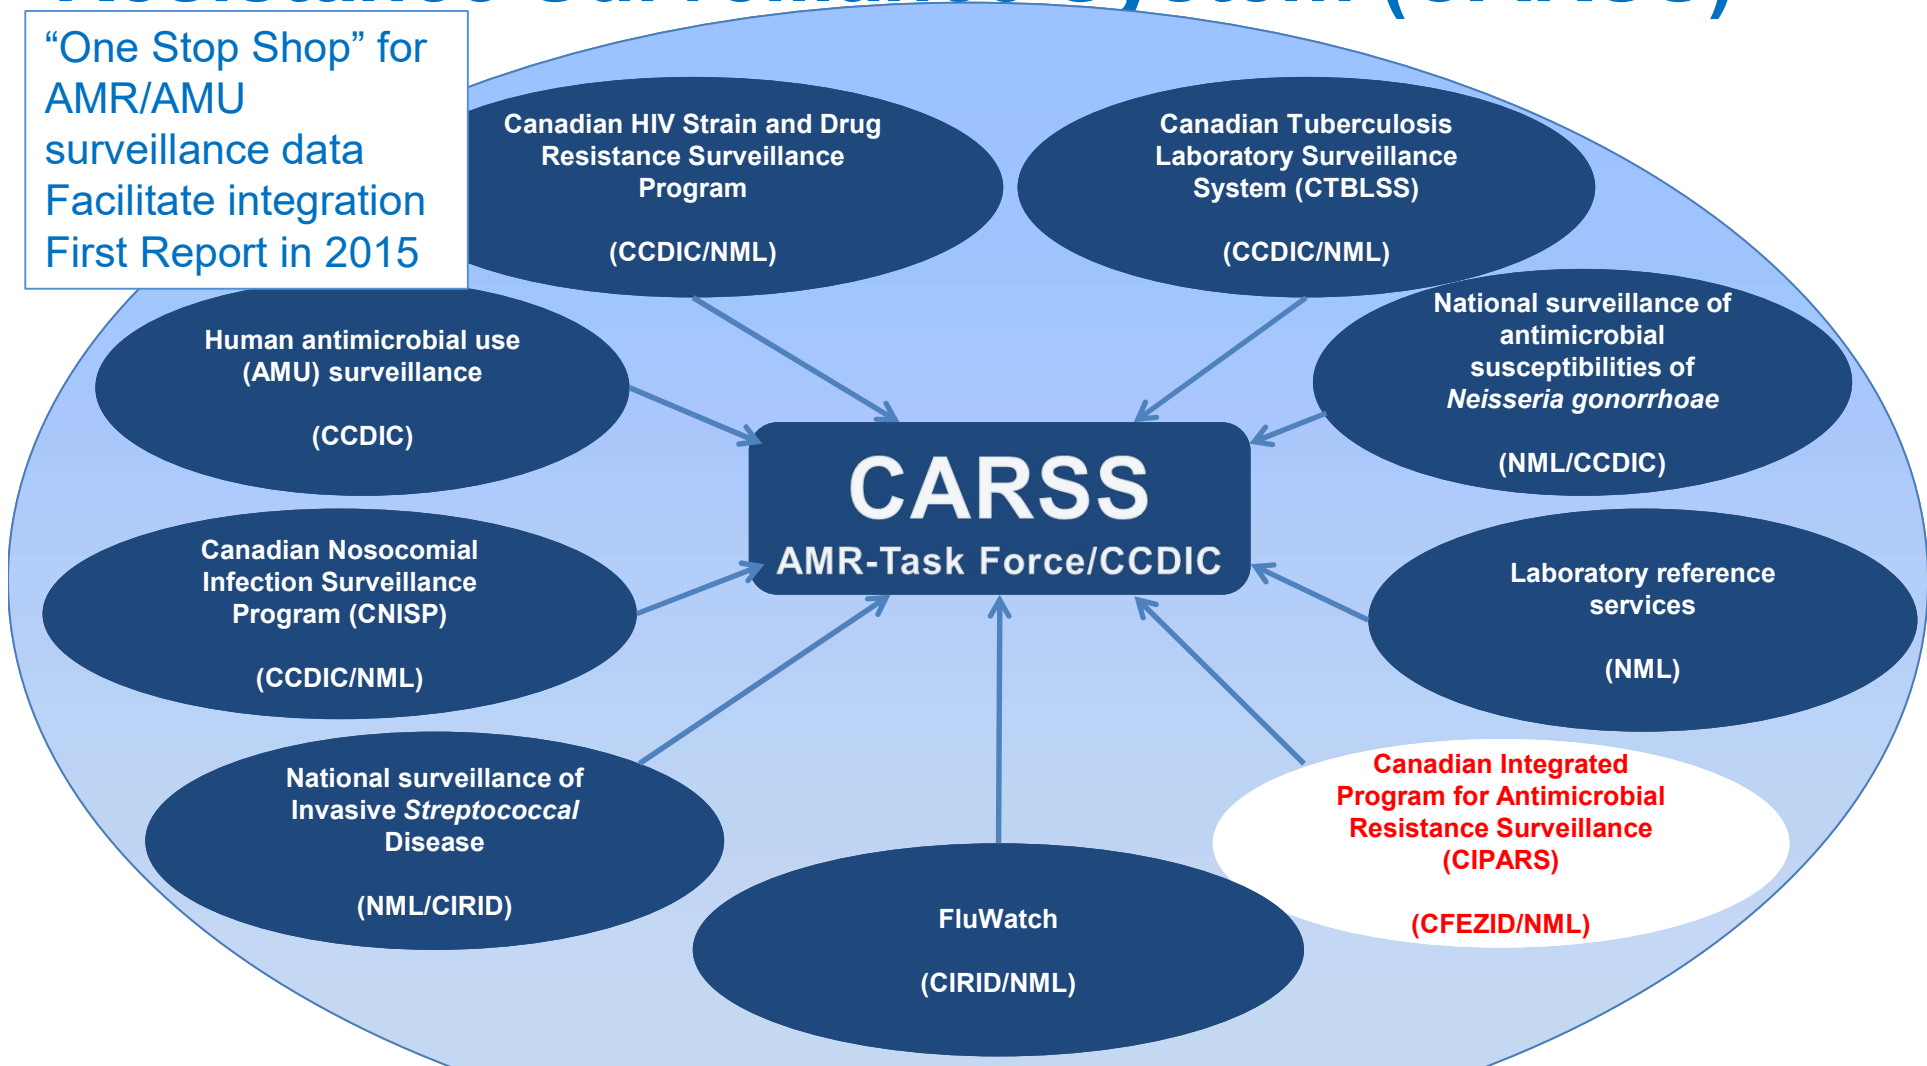 Resistance Surveillance System (CARSS)
“One Stop Shop” for
AMR/AMU
surveillance data
Facilitate integration
First Report in 2015
Canadian HIV Strain and Drug
Resistance Surveillance
Program
(CCDIC/NML)
Canadian Tuberculosis
Laboratory Surveillance
System (CTBLSS)
(CCDIC/NML)
Human antimicrobial use
(AMU) surveillance
(CCDIC)
National surveillance of
antimicrobial
susceptibilities of
Neisseria gonorrhoae
(NML/CCDIC)
CARSS
AMR-Task Force/CCDIC
Canadian Nosocomial
Infection Surveillance
Program (CNISP)
(CCDIC/NML)
Laboratory reference
services
(NML)
National surveillance of
Invasive Streptococcal
Disease
(NML/CIRID)
FluWatch
(CIRID/NML)
Canadian Integrated
Program for Antimicrobial
Resistance Surveillance
(CIPARS)
(CFEZID/NML)